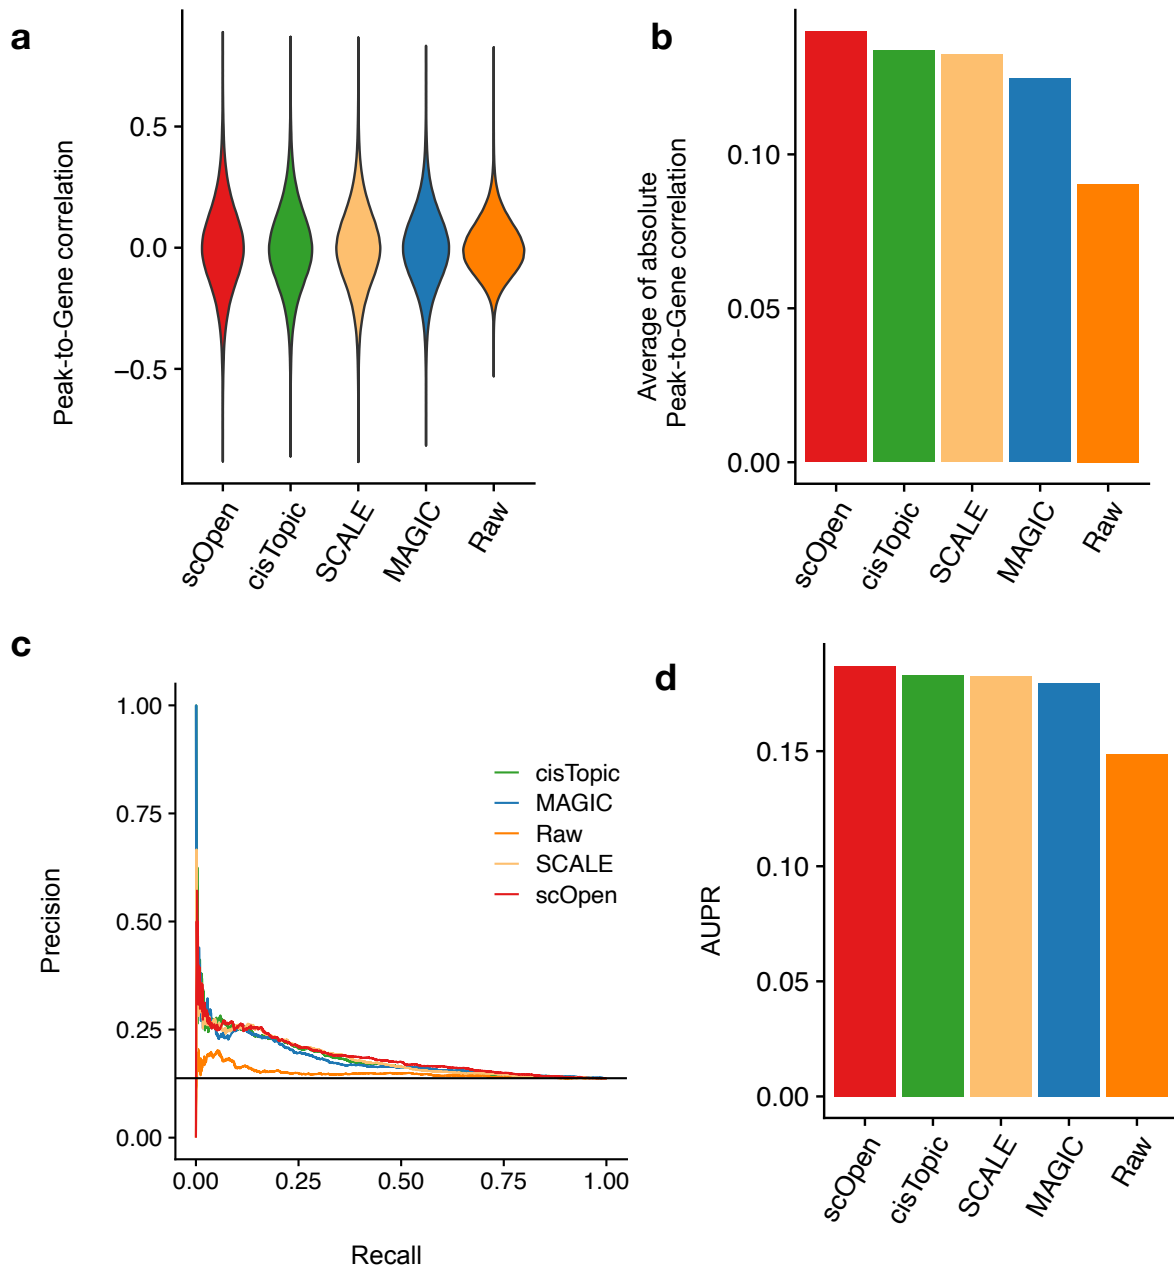 a
Peak-to-Gene correlation
0.5
0.0
−0.5
scOpen
cisTopic
SCALE
MAGIC
Raw
b
Average of absolute
Peak-to-Gene correlation
0.10
0.05
0.00
scOpen
cisTopic
SCALE
MAGIC
Raw
c
Precision
1.00
0.75
0.50
0.25
0.00
cisTopic
MAGIC
Raw
SCALE
scOpen
0.00
0.25
0.50
0.75
1.00
Recall
d
AUPR
0.15
0.10
0.05
0.00
scOpen
cisTopic
SCALE
MAGIC
Raw